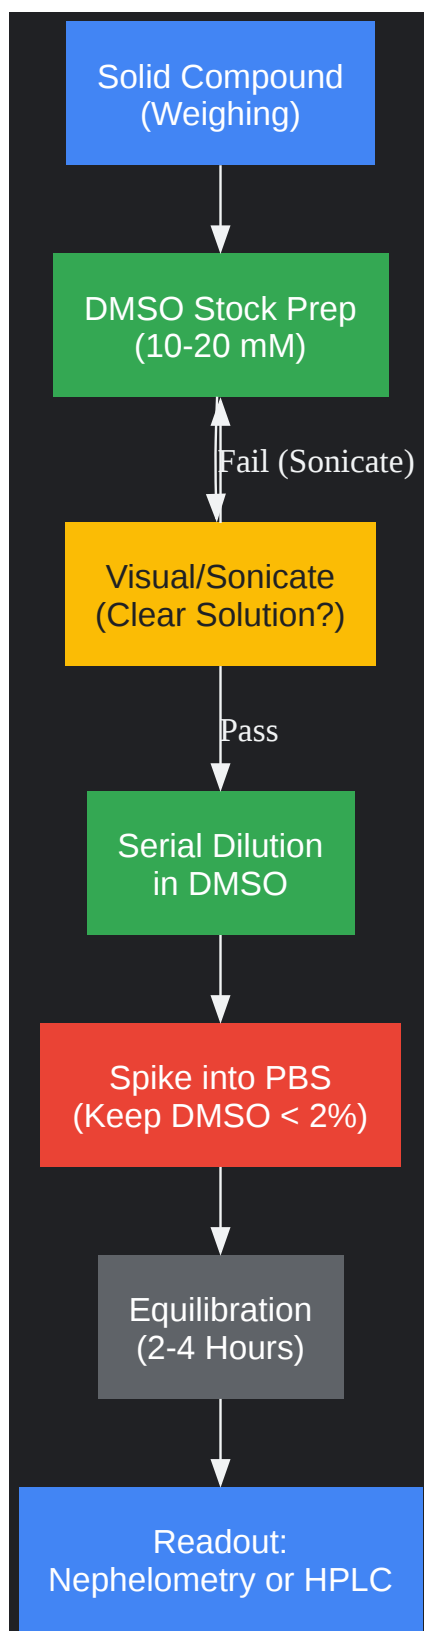 Solid Compound
(Weighing)
DMSO Stock Prep
(10-20 mM)
Fail (Sonicate)
Visual/Sonicate
(Clear Solution?)
Pass
Serial Dilution
in DMSO
Spike into PBS
(Keep DMSO < 2%)
Equilibration
(2-4 Hours)
Readout:
Nephelometry or HPLC